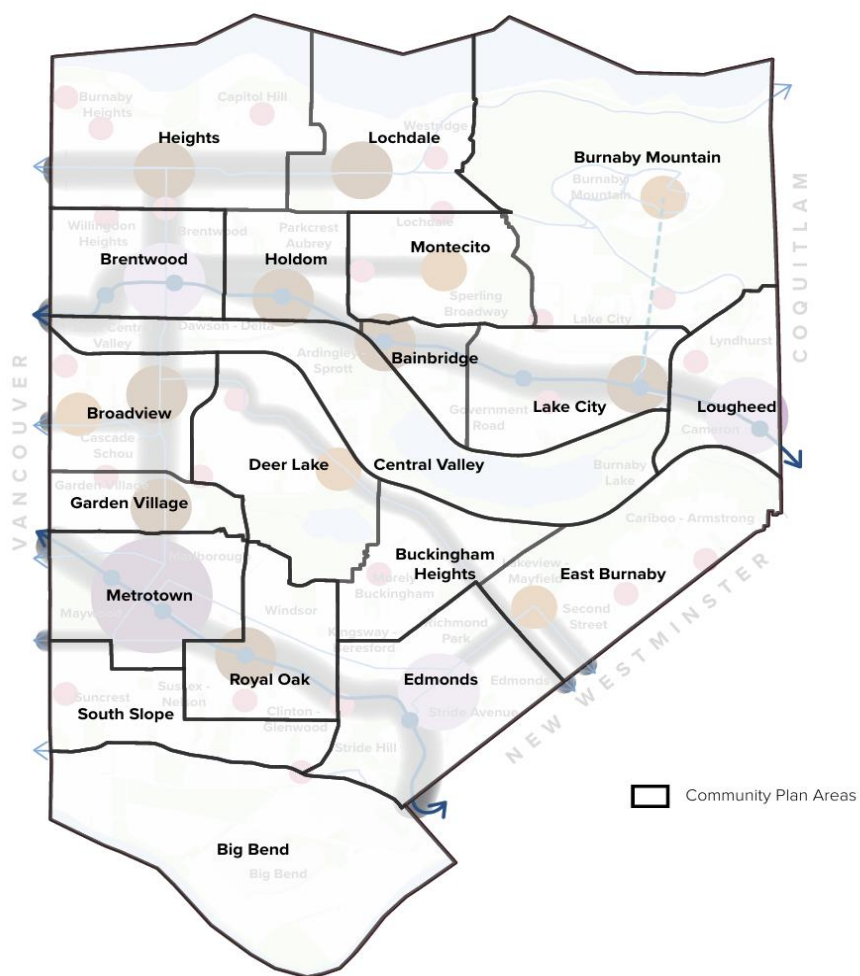 Burnaby
Heights
Capitol Hill
Heights
Lochdale
Westridge
Burnaby Mountain
Burnaby
Mountain
COQUITLAM
Willingdon
Heights
Brentwood
Parkcrest
Aubrey
Lochdale
Brentwood
Holdom
Montecito
Sperling
Broadway
Lake City
Dawson - Delta
Valley
Ardingley
Sprott
Bainbridge
Lyndhurst
VANCOUVER
Broadview
Cascade
Schou
Government
Road
Lake City
Lougheed
Cameron
Deer Lake
Central Valley
Burnaby
Lake
Garden Village
Garden Village
Cariboo - Armstrong
Marlborough
Buckingham
Heights
Morely
Buckingham
Lakeview -
Mayfield
East Burnaby
Metrotown
Maywood
Windsor
Second
Street
Richmond
Park
Kingsway -
Beresford
NEW WESTMINSTER
Royal Oak
Edmonds
Edmonds
Suncrest
Sussex -
Nelson
South Slope
Clinton -
Glenwood
Stride Avenue
Stride Hill
Community Plan Areas
Big Bend
Big Bend